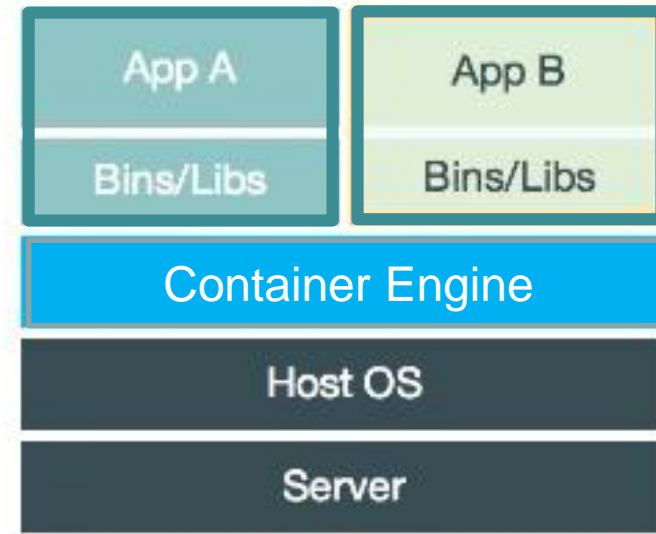 App A App B
Bins/Libs Bins/Libs
Container Engine
Host OS
Server